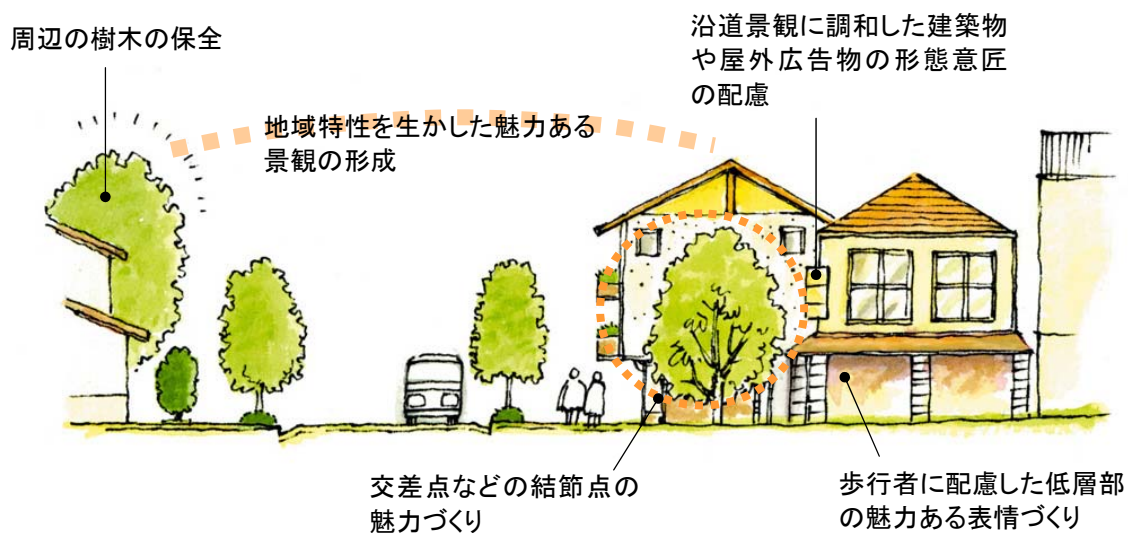 周辺の樹木の保全
沿道景観に調和した建築物
や屋外広告物の形態意匠
の配慮
地域特性を生かした魅力ある
景観の形成
交差点などの結節点の
魅力づくり
歩行者に配慮した低層部
の魅力ある表情づくり